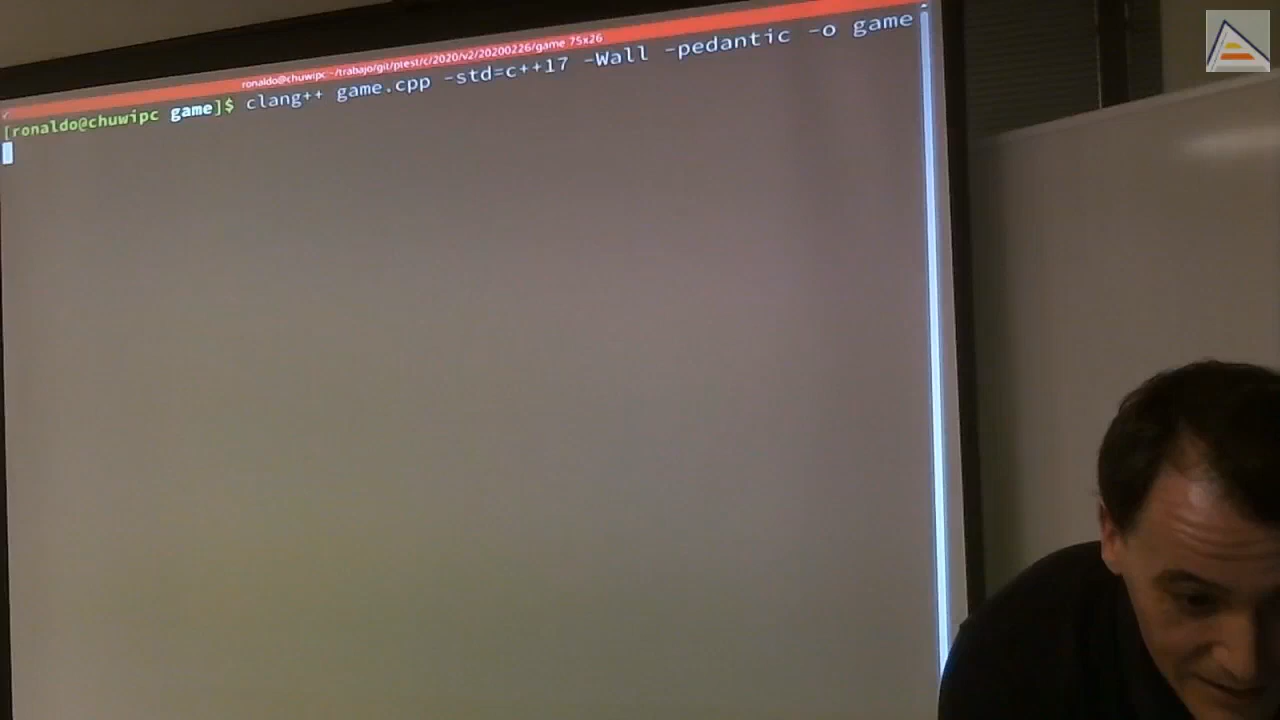 ronaldo@chuwipc ~/trabajo/git/ptest/c/2020/v2/20200226/game 75x26
[ronaldo@chuwipc game]$ clang++ game.cpp -std=c++17 -Wall -pedantic -o game